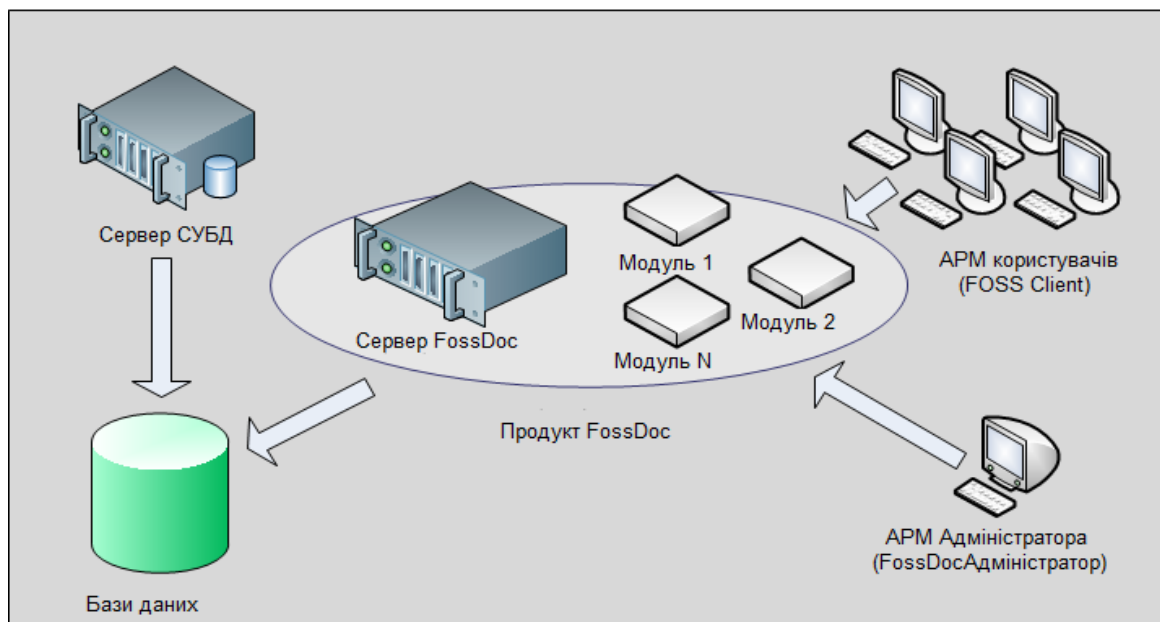 Сервер СУБД
АРМ користувачів
(FOSS Client)
Модуль 1
Модуль 2
Сервер FossDoc
Модуль N
Продукт FossDoc
АРМ Адміністратора
(FossDocАдміністратор)
Бази даних